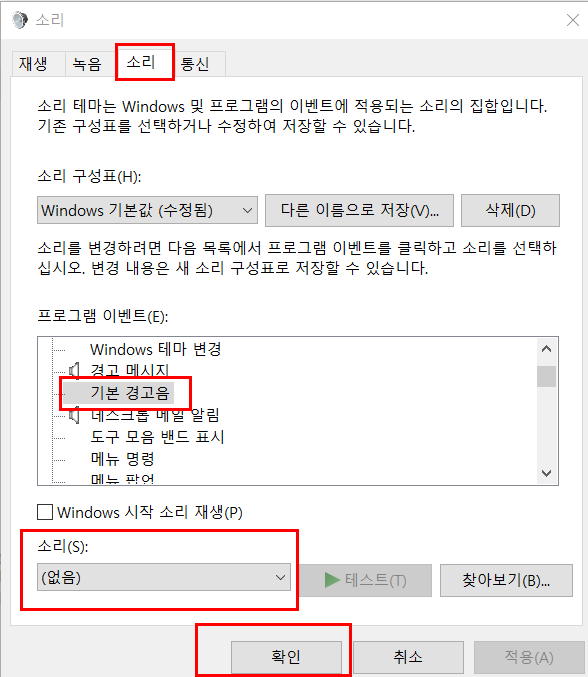 소리
재생 녹음 소리 통신
소리 테마는 Windows 및 프로그램의 이벤트에 적용되는 소리의 집합입니다.
기존 구성표를 선택하거나 수정하여 저장할 수 있습니다.
소리 구성표(H):
Windows 기본값 (수정됨) 다른 이름으로 저장(V)... 삭제(D)
소리를 변경하려면 다음 목록에서 프로그램 이벤트를 클릭하고 소리를 선택하
십시오. 변경 내용은 새 소리 구성표로 저장할 수 있습니다.
프로그램 이벤트(E):
Windows 테마 변경
경고 메시지
기본 경고음
데스크톱 메일 알림
도구 모음 밴드 표시
메뉴 명령
메뉴 팝업
Windows 시작 소리 재생(P)
소리(S):
(없음) 테스트(T) 찾아보기(B)...
확인 취소 적용(A)